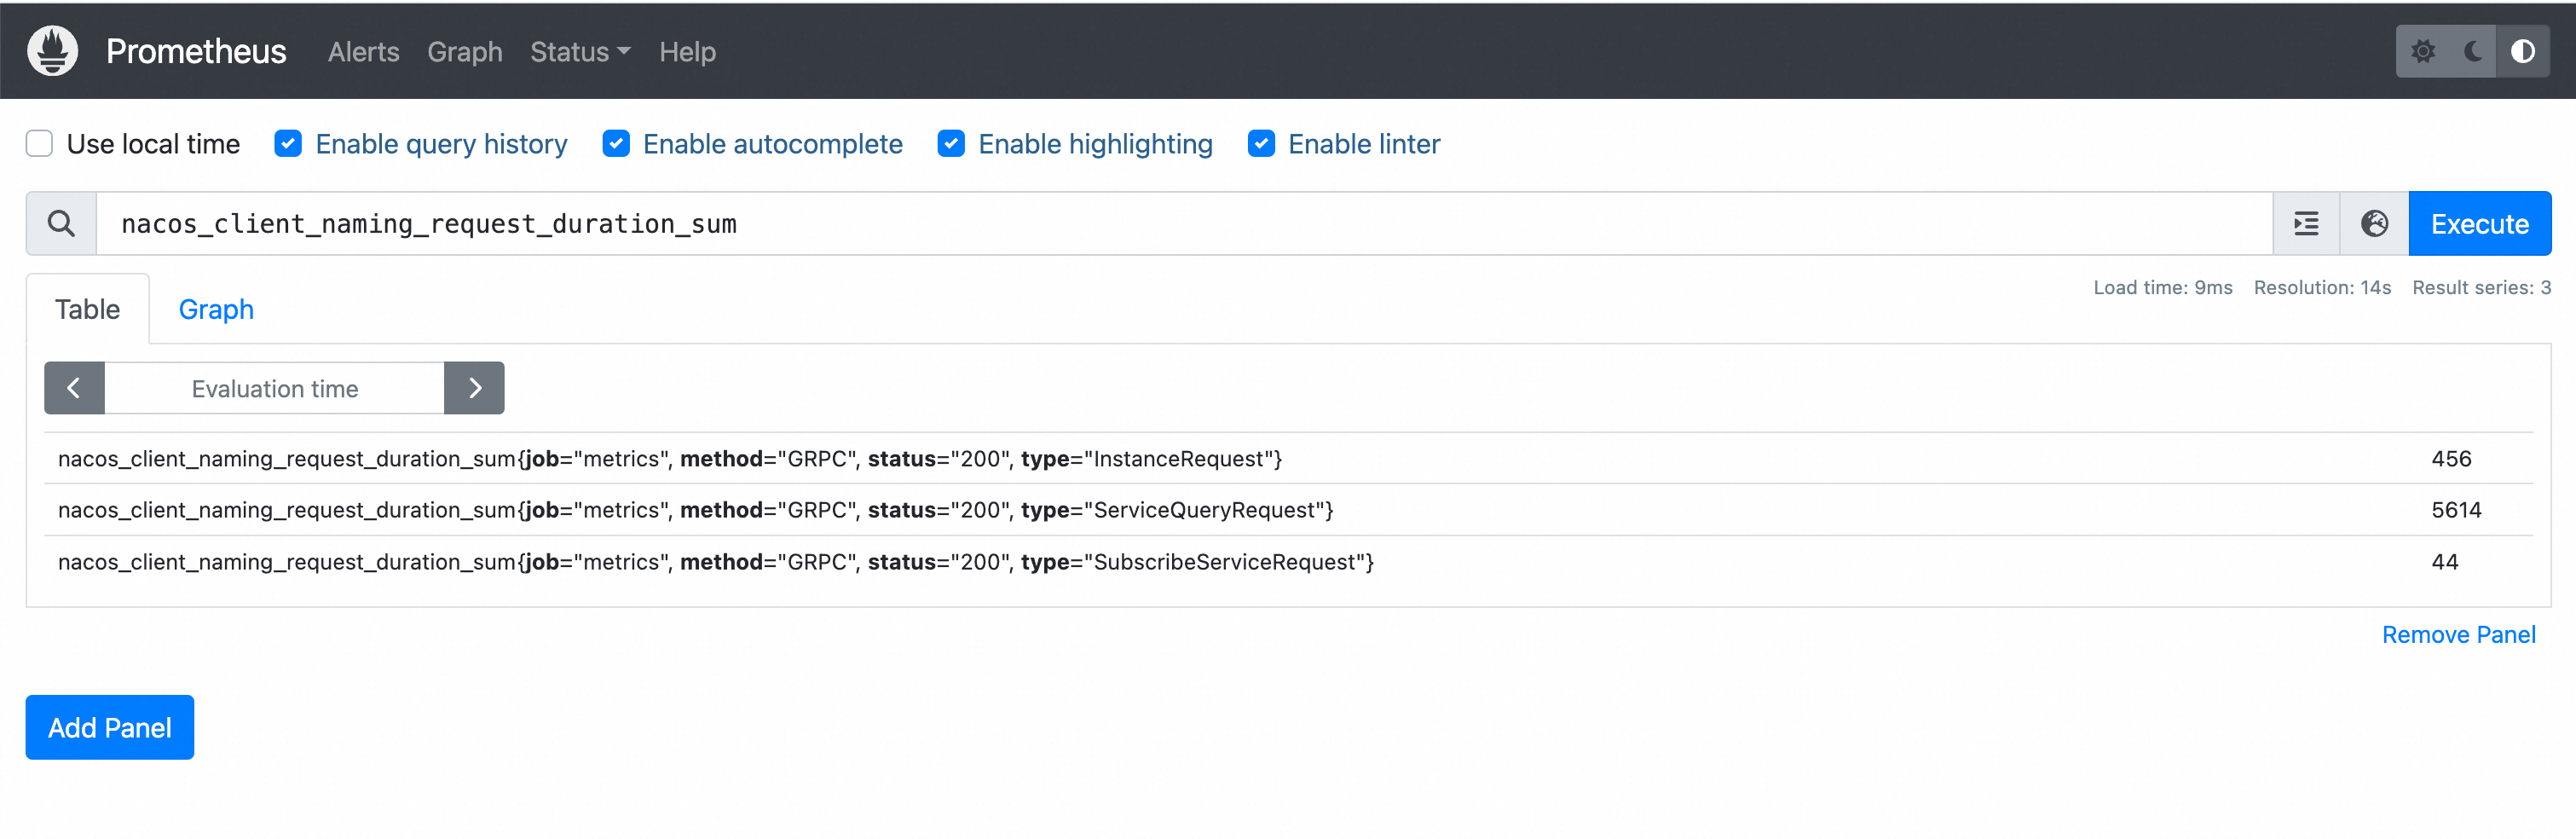 Prometheus Alerts Graph Status Help
Use local time Enable query history Enable autocomplete Enable highlighting Enable linter
nacos_client_naming_request_duration_sum Execute
Load time: 9ms Resolution: 14s Result series: 3
Table Graph
Evaluation time
nacos_client_naming_request_duration_sum{job="metrics", method="GRPC", status="200", type="InstanceRequest"} 456
nacos_client_naming_request_duration_sum{job="metrics", method="GRPC", status="200", type="ServiceQueryRequest"} 5614
nacos_client_naming_request_duration_sum{job="metrics", method="GRPC", status="200", type="SubscribeServiceRequest"} 44
Remove Panel
Add Panel